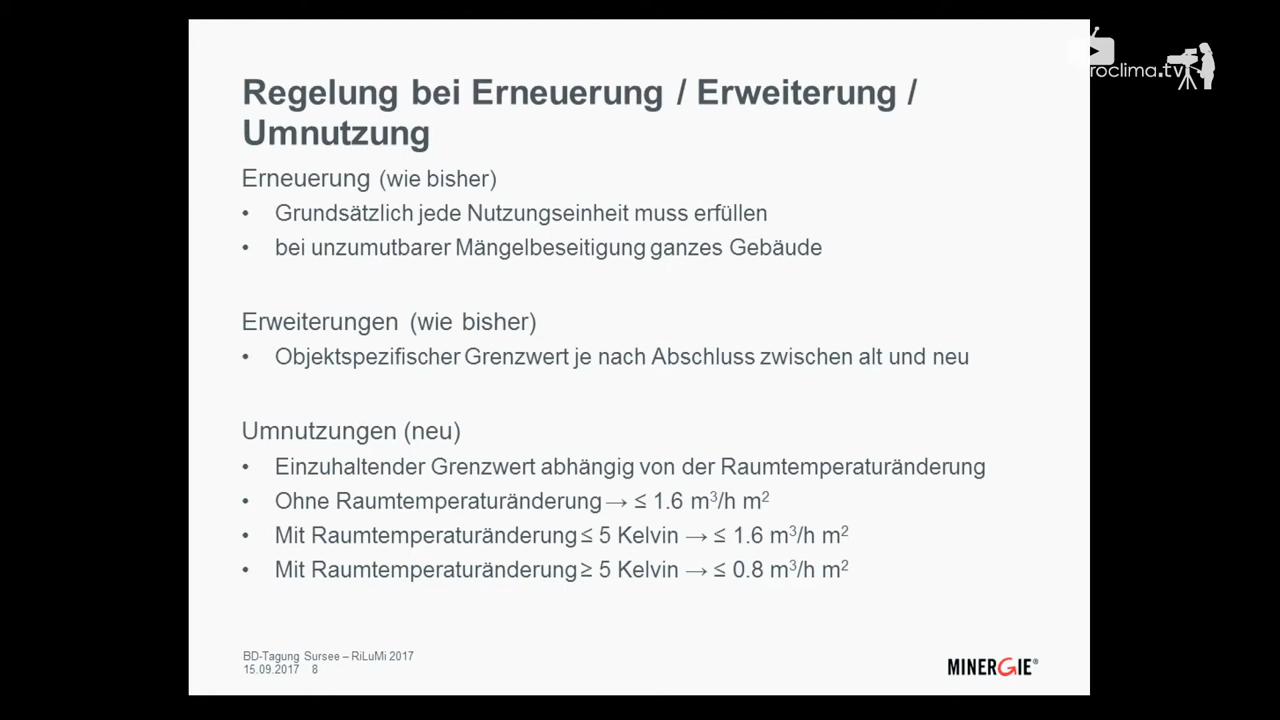 Regelung bei Erneuerung / Erweiterung /
Umnutzung
Erneuerung (wie bisher)
• Grundsätzlich jede Nutzungseinheit muss erfüllen
• bei unzumutbarer Mängelbeseitigung ganzes Gebäude
Erweiterungen (wie bisher)
• Objektspezifischer Grenzwert je nach Abschluss zwischen alt und neu
Umnutzungen (neu)
• Einzuhaltender Grenzwert abhängig von der Raumtemperaturänderung
• Ohne Raumtemperaturänderung → ≤ 1.6 m³/h m²
• Mit Raumtemperaturänderung ≤ 5 Kelvin → ≤ 1.6 m³/h m²
• Mit Raumtemperaturänderung ≥ 5 Kelvin → ≤ 0.8 m³/h m²
BD-Tagung Sursee – RiLuMi 2017
15.09.2017 8
MINERGIE®